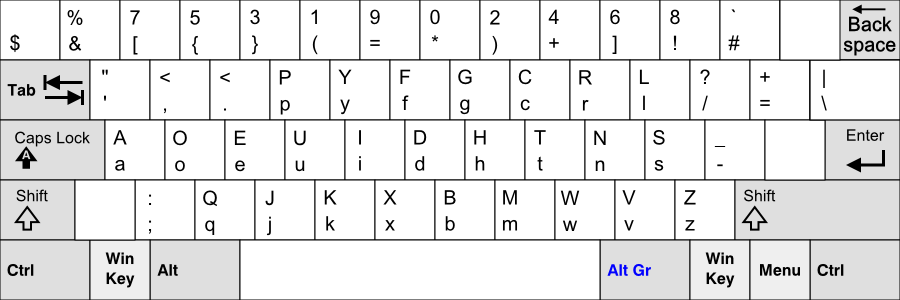 % 7 5 3 1 9 0 2 4 6 8 ` Back
$ & [ { } ( = * ) + ] ! # space
Tab " < < P Y F G C R L ? + |
' , . p y f g c r l / = \
Caps Lock A O E U I D H T N S _ Enter
A a o e u i d h t n s -
Shift : Q J K X B M W V Z Shift
; q j k x b m w v z
Ctrl Win Alt Alt Gr Win Menu Ctrl
Key Key